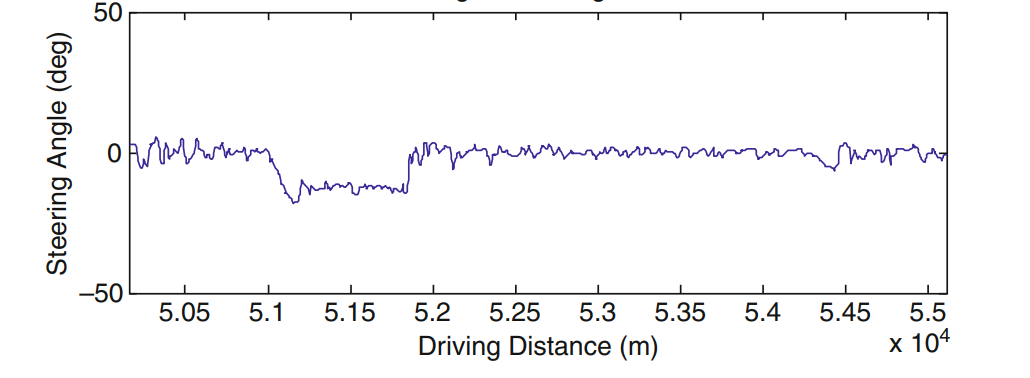 50
0
–50
Steering Angle (deg)
5.05 5.1 5.15 5.2 5.25 5.3 5.35 5.4 5.45 5.5
x 10⁴
Driving Distance (m)